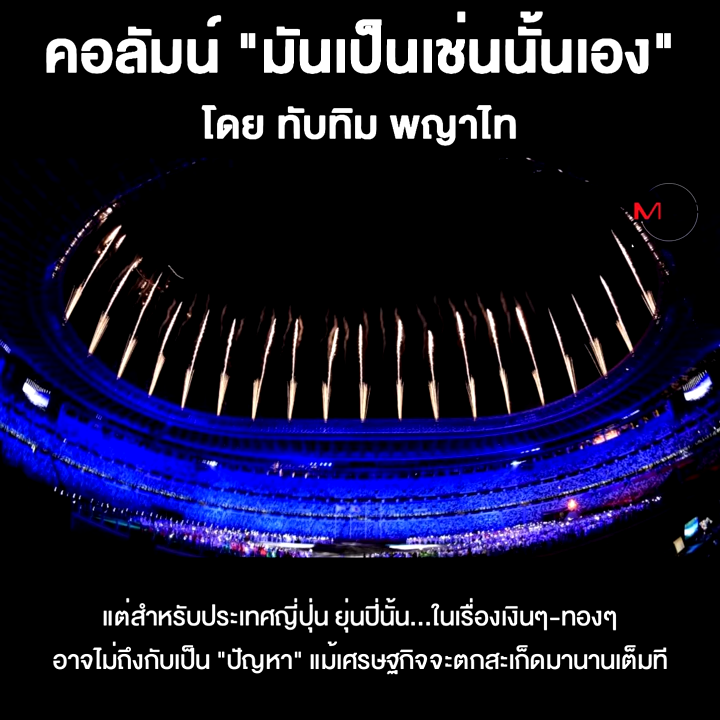 คอลัมน์ "มันเป็นเช่นนั้นเอง"
โดย ทับทิม พญาไท
M
แต่สำหรับประเทศญี่ปุ่น ยุ่นปี่นั้น...ในเรื่องเงินๆ-ทองๆ
อาจไม่ถึงกับเป็น "ปัญหา" แม้เศรษฐกิจจะตกสะเก็ดมานานเต็มที